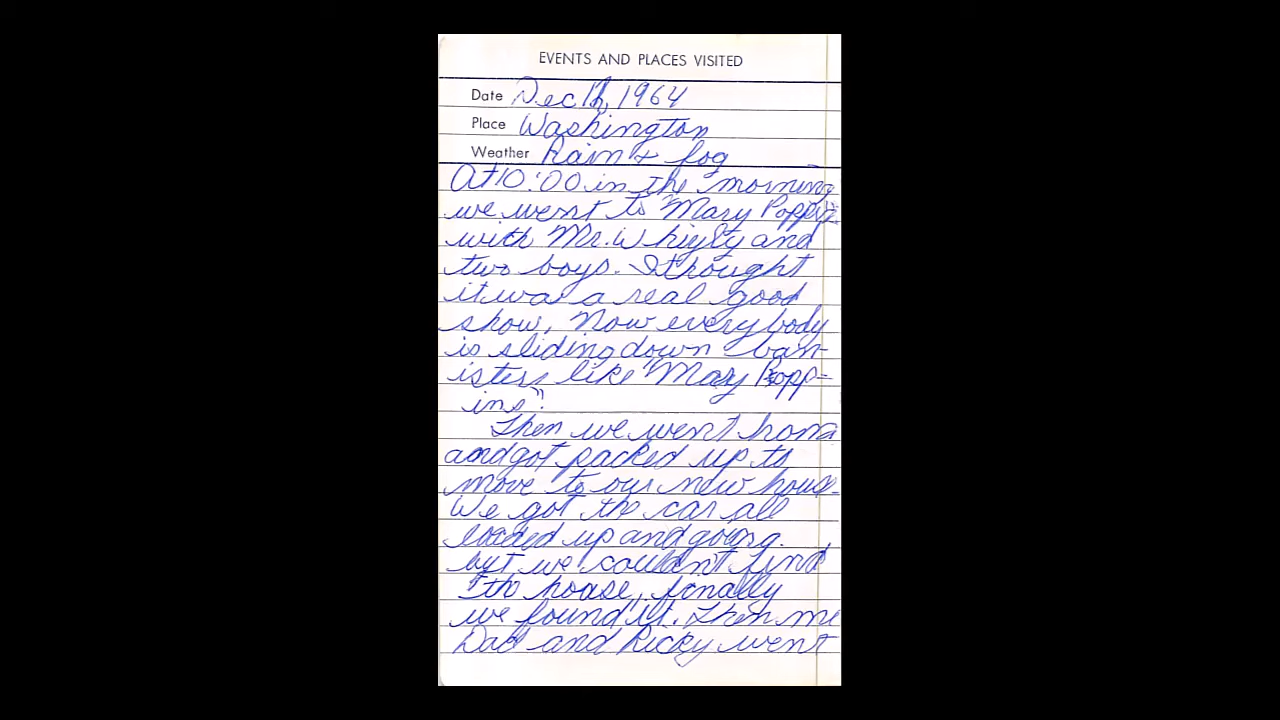 EVENTS AND PLACES VISITED
Date Dec 1, 1964
Place Washington
Weather Rain & fog
At 10:00 in the morning
we went to "Mary Poppins"
with Mr. and
two boys. I thought
it was a real good
show. Now everybody
is sliding down ban-
isters like "Mary Popp-
ins".
Then we went home
and got packed up to
move to our new house.
We got the car all
loaded up and going.
but we couldn't find
the house, finally
we found it. Then me
Dad and Ricky went